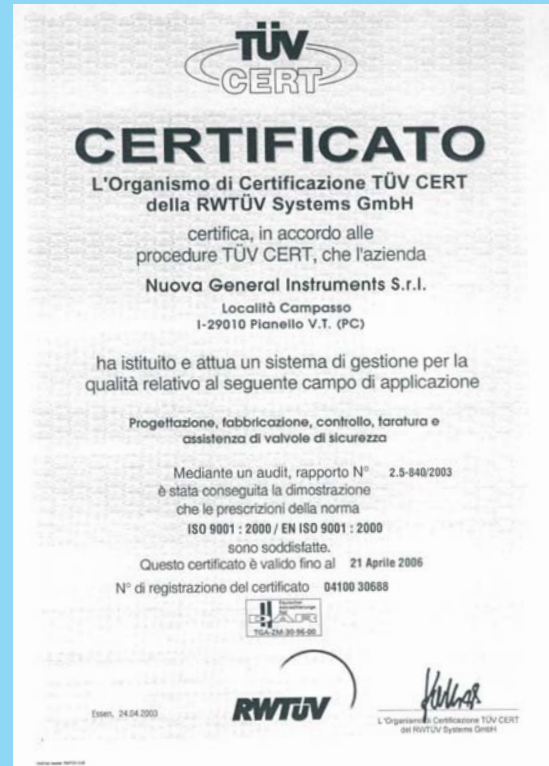 TÜV
CERT
CERTIFICATO
L'Organismo di Certificazione TÜV CERT
della RWTÜV Systems GmbH
certifica, in accordo alle
procedure TÜV CERT, che l'azienda
Nuova General Instruments S.r.l.
Località Campasso
I-29010 Pianello V.T. (PC)
ha istituito e attua un sistema di gestione per la
qualità relativo al seguente campo di applicazione
Progettazione, fabbricazione, controllo, taratura e
assistenza di valvole di sicurezza
Mediante un audit, rapporto N° 2.5-840/2003
è stata conseguita la dimostrazione
che le prescrizioni della norma
ISO 9001 : 2000 / EN ISO 9001 : 2000
sono soddisfatte.
Questo certificato è valido fino al 21 Aprile 2006
N° di registrazione del certificato 04100 30688
DAR
TGA-ZM-30-96-00
RWTÜV
Essen, 24.04.2003
L'Organismo di Certificazione TÜV CERT
del RWTÜV Systems GmbH